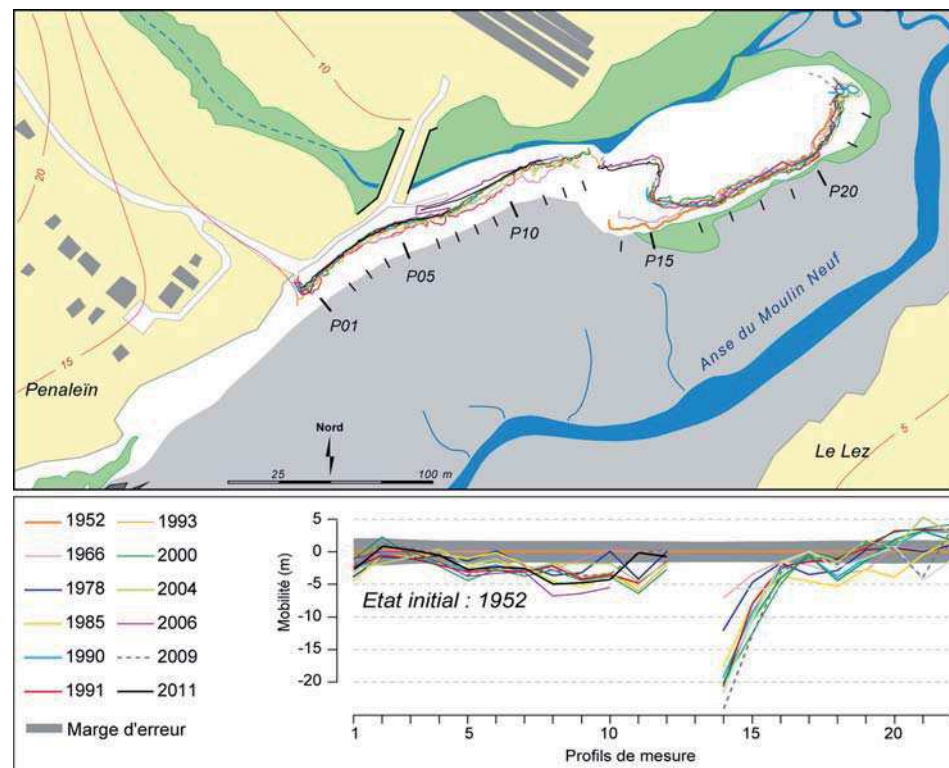 10
20
15
P01
P05
P10
P15
P20
Anse du Moulin Neuf
Penaleïn
Nord
25
100 m
Le Lez
5
1952
1993
1966
2000
1978
2004
1985
2006
1990
2009
1991
2011
Marge d'erreur
Mobilité (m)
5
0
-5
-10
-15
-20
Etat initial : 1952
1
5
10
15
20
Profils de mesure